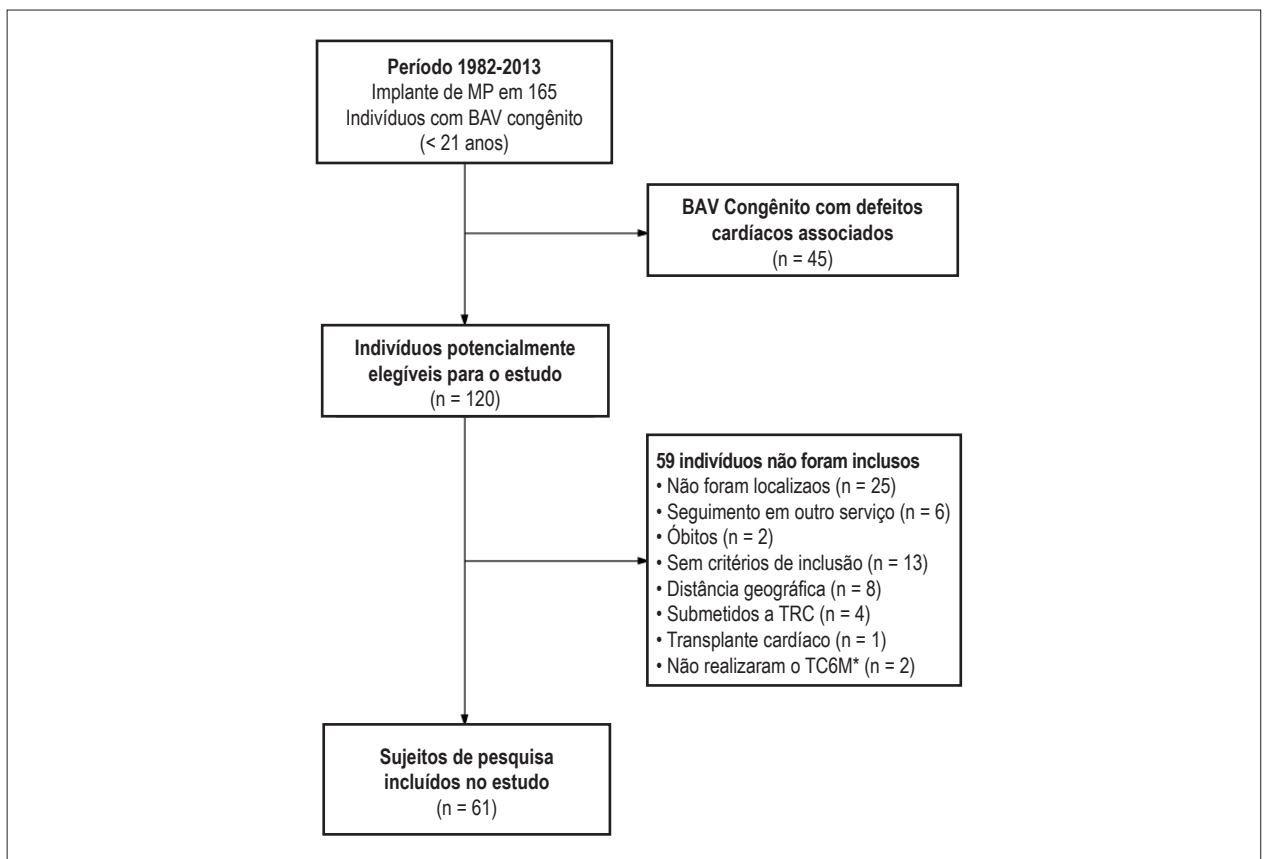 Período 1982-2013
Implante de MP em 165
Indivíduos com BAV congênito
(< 21 anos)
BAV Congênito com defeitos
cardíacos associados
(n = 45)
Indivíduos potencialmente
elegíveis para o estudo
(n = 120)
59 indivíduos não foram inclusos
• Não foram localizaos (n = 25)
• Seguimento em outro serviço (n = 6)
• Óbitos (n = 2)
• Sem critérios de inclusão (n = 13)
• Distância geográfica (n = 8)
• Submetidos a TRC (n = 4)
• Transplante cardíaco (n = 1)
• Não realizaram o TC6M* (n = 2)
Sujeitos de pesquisa
incluídos no estudo
(n = 61)